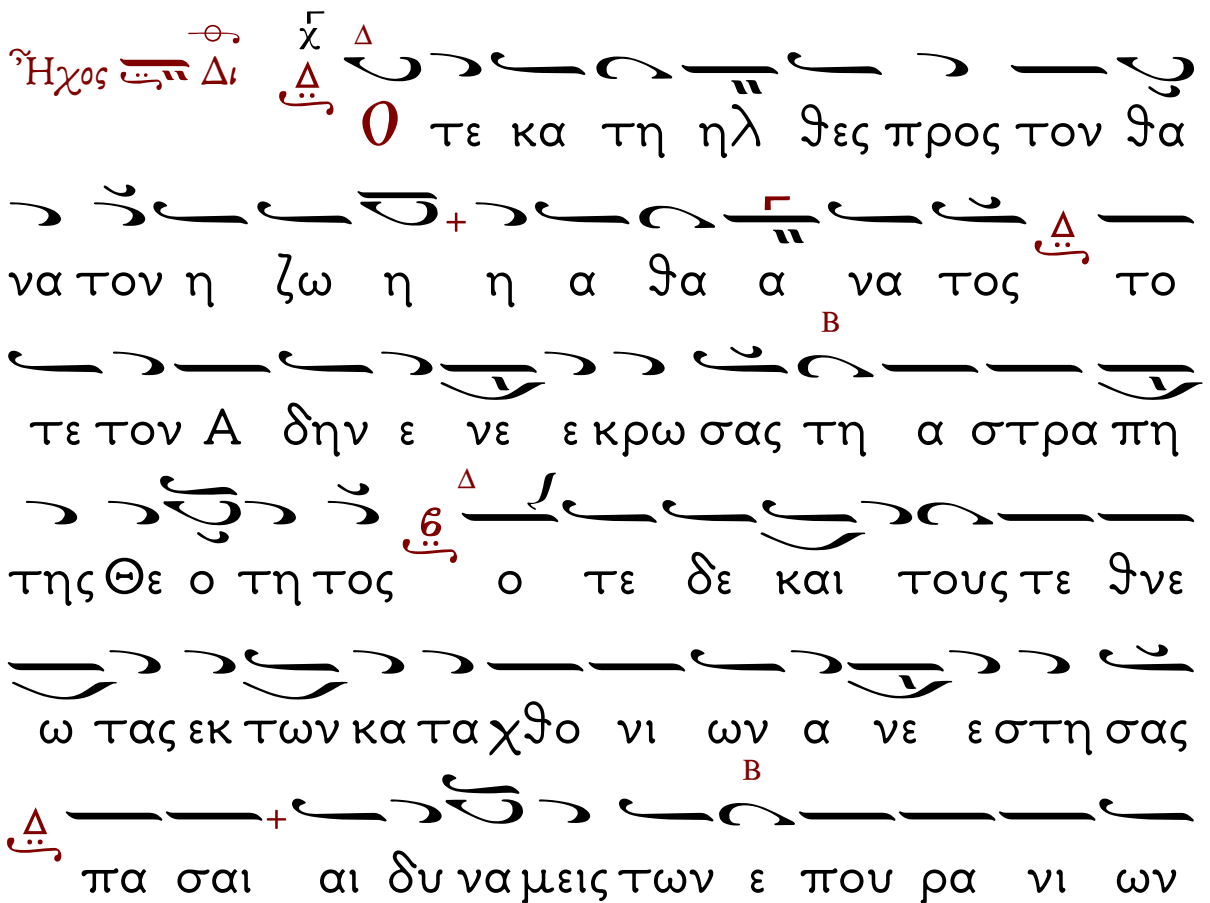 Ἦχος Δι χ Δ Δ
Ο τε κα τη ηλ θες προς τον θα
να τον η ζω η η α θα α να τος Δ το
Β
τε τον Α δην ε νε ε κρω σας τη α στρα πη
Δ
της Θε ο τη τος β ο τε δε και τους τε θνε
ω τας εκ των κα τα χθο νι ων α νε ε στη σας
Β
Δ πα σαι αι δυ να μεις των ε που ρα νι ων